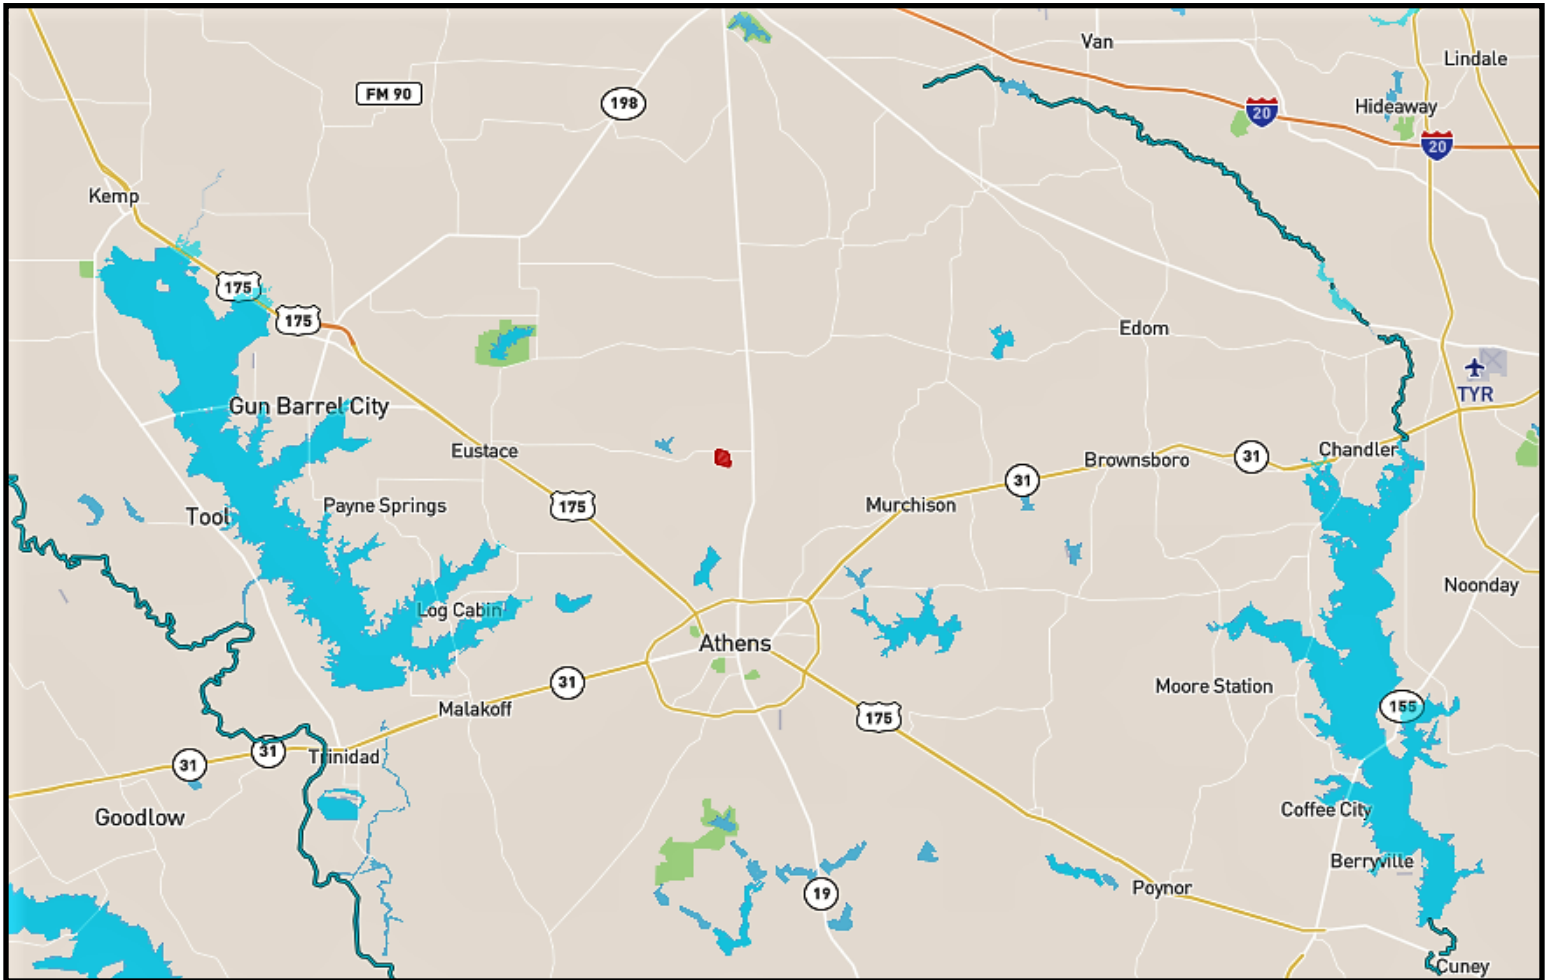 Van
Lindale
FM 90
198
20
Hideaway
20
Kemp
175
175
Edom
TYR
Gun Barrel City
Eustace
Chandler
Brownsboro
31
31
175
Murchison
Payne Springs
Tool
Noonday
Log Cabin
Athens
Moore Station
31
Malakoff
175
155
31
31
Trinidad
Goodlow
Coffee City
Berryville
Poynor
19
Cuney